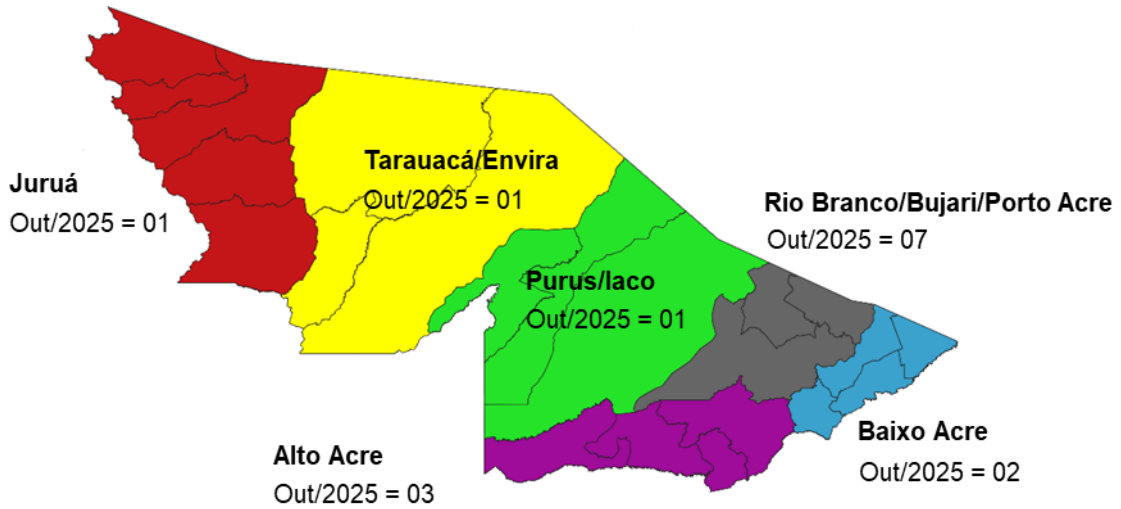 Juruá
Out/2025 = 01
Tarauacá/Envira
Out/2025 = 01
Purus/Iaco
Out/2025 = 01
Rio Branco/Bujari/Porto Acre
Out/2025 = 07
Alto Acre
Out/2025 = 03
Baixo Acre
Out/2025 = 02